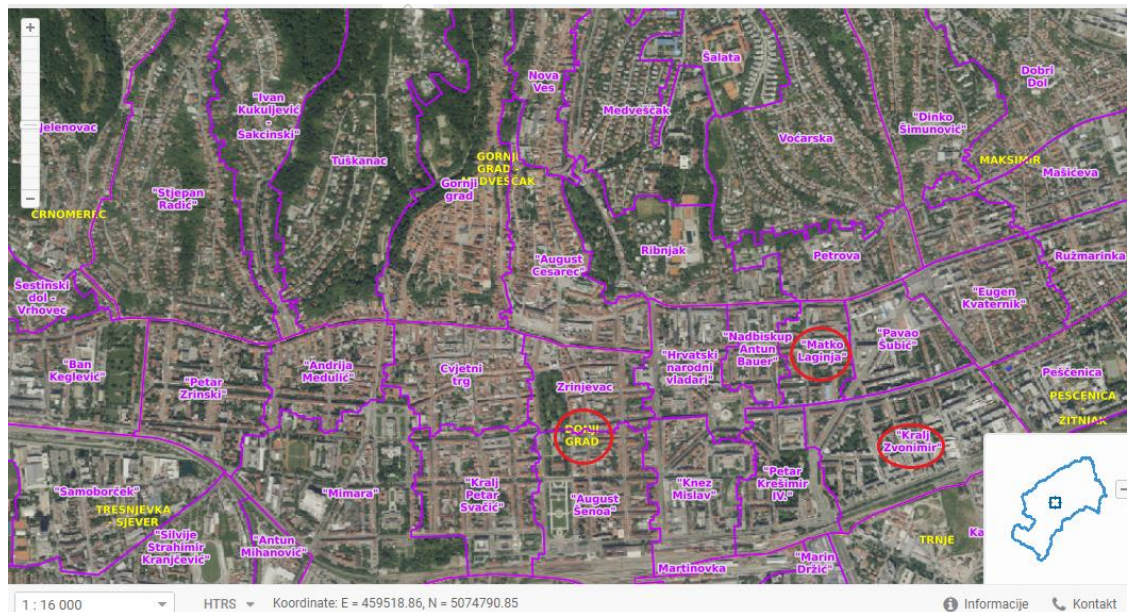 +
Jelenovac
"Ivan
Kukuljević
-
Sakcinski"
Tuškanac
Nova
Ves
Medveščak
Šalata
Voćarska
"Dinko
Šimunović"
Dobri
Dol
MAKSIMIR
Mašićeva
ČRNOMEREC
"Stjepan
Radić"
Gornji
grad
GORNJI
GRAD -
MEDVEŠČAK
"August
Cesarec"
Ribnjak
Petrova
Ružmarinka
Šestinski
dol -
Vrhovec
"Eugen
Kvaternik"
"Ban
Keglević"
"Petar
Zrinski"
"Andrija
Medulić"
Cvjetni
trg
Zrinjevac
"Hrvatski
narodni
vladari"
"Nadbiskup
Antun
Bauer"
"Matko
Laginja"
"Pavao
Šubić"
Peščenica
PEŠČENICA
-
ŽITNJAK
DONJI
GRAD
"Kralj
Zvonimir"
"Samoborček"
TREŠNJEVKA
- SJEVER
"Silvije
Strahimir
Kranjčević"
"Antun
Mihanović"
"Mimara"
"Kralj
Petar
Svačić"
"August
Šenoa"
"Knez
Mislav"
"Petar
Krešimir
IV."
Martinovka
"Marin
Držić"
TRNJE
Ka
1 : 16 000
HTRS
Koordinate: E = 459518.86, N = 5074790.85
Informacije
Kontakt